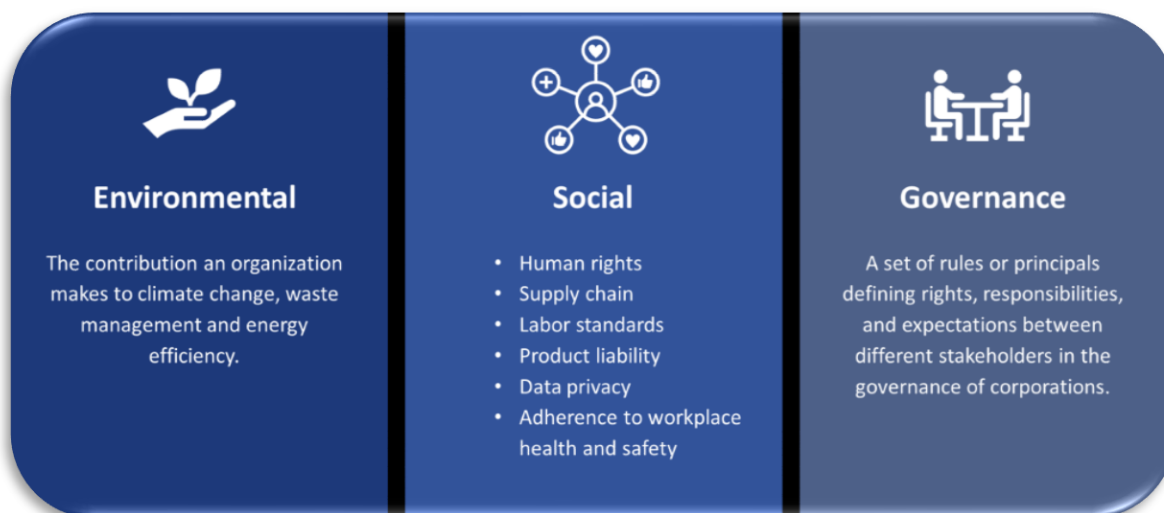 Environmental
The contribution an organization
makes to climate change, waste
management and energy
efficiency.
Social
• Human rights
• Supply chain
• Labor standards
• Product liability
• Data privacy
• Adherence to workplace
health and safety
Governance
A set of rules or principals
defining rights, responsibilities,
and expectations between
different stakeholders in the
governance of corporations.